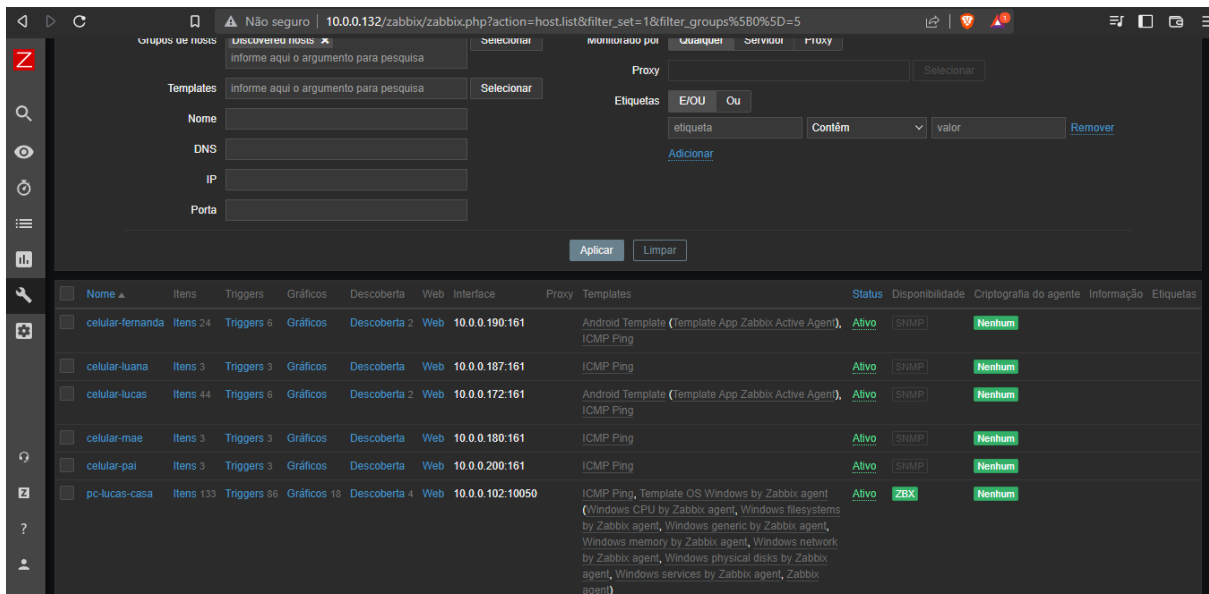 Não seguro | 10.0.0.132/zabbix/zabbix.php?action=host.list&filter_set=1&filter_groups%5B0%5D=5
Grupos de hosts Discovered hosts × Selecionar Monitorado por Qualquer Servidor Proxy
informe aqui o argumento para pesquisa
Proxy Selecionar
Templates informe aqui o argumento para pesquisa Selecionar
Etiquetas E/OU Ou
Nome
etiqueta Contêm valor Remover
DNS
Adicionar
IP
Porta
Aplicar Limpar
Nome Itens Triggers Gráficos Descoberta Web Interface Proxy Templates Status Disponibilidade Criptografia do agente Informação Etiquetas
celular-fernanda Itens 24 Triggers 6 Gráficos Descoberta 2 Web 10.0.0.190:161 Android Template (Template App Zabbix Active Agent), Ativo SNMP Nenhum
ICMP Ping
celular-luana Itens 3 Triggers 3 Gráficos Descoberta Web 10.0.0.187:161 ICMP Ping Ativo SNMP Nenhum
celular-lucas Itens 44 Triggers 6 Gráficos Descoberta 2 Web 10.0.0.172:161 Android Template (Template App Zabbix Active Agent), Ativo SNMP Nenhum
ICMP Ping
celular-mae Itens 3 Triggers 3 Gráficos Descoberta Web 10.0.0.180:161 ICMP Ping Ativo SNMP Nenhum
celular-pai Itens 3 Triggers 3 Gráficos Descoberta Web 10.0.0.200:161 ICMP Ping Ativo SNMP Nenhum
pc-lucas-casa Itens 133 Triggers 86 Gráficos 18 Descoberta 4 Web 10.0.0.102:10050 ICMP Ping, Template OS Windows by Zabbix agent Ativo ZBX Nenhum
(Windows CPU by Zabbix agent, Windows filesystems
by Zabbix agent, Windows generic by Zabbix agent,
Windows memory by Zabbix agent, Windows network
by Zabbix agent, Windows physical disks by Zabbix
agent, Windows services by Zabbix agent, Zabbix
agent)